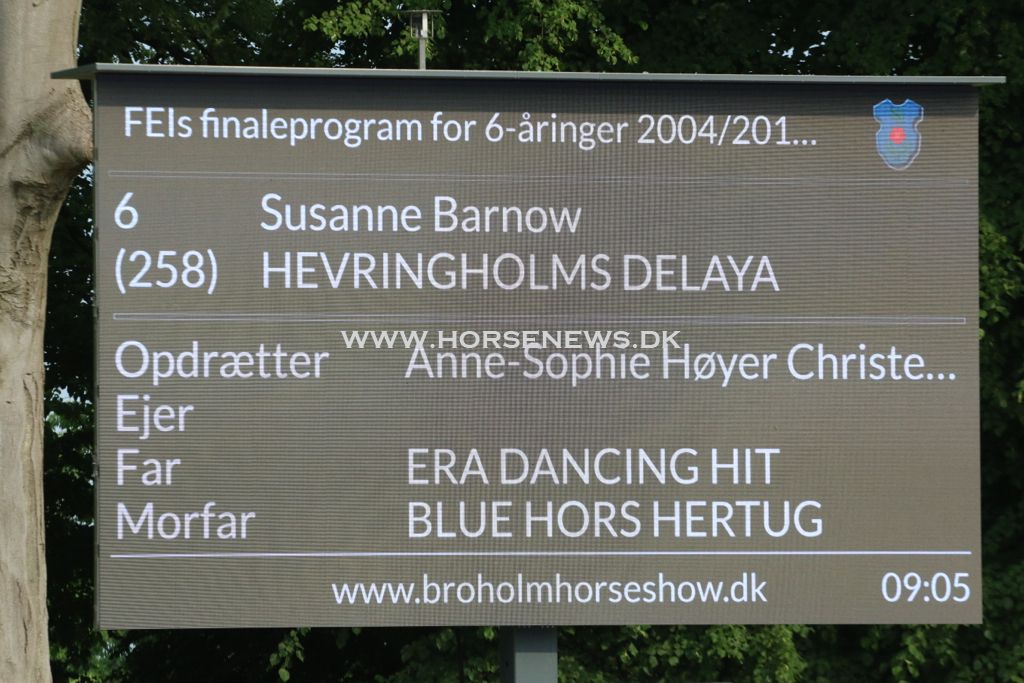 FEIs finaleprogram for 6-åringer 2004/201...
6 Susanne Barnow
(258) HEVRINGHOLMS DELAYA
WWW.HORSENEWS.DK
Opdrætter Anne-Sophie Høyer Christe...
Ejer
Far ERA DANCING HIT
Morfar BLUE HORS HERTUG
www.broholmhorseshow.dk 09:05